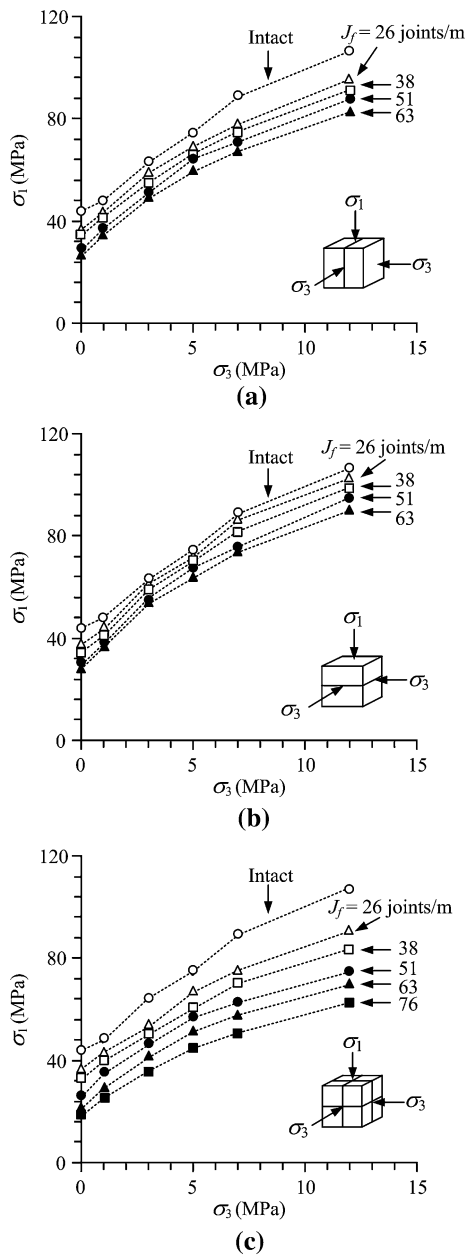 120
80
40
0
σ₁ (MPa)
Intact
J_f = 26 joints/m
38
51
63
σ₁
σ₃
σ₃
0
5
10
15
σ₃ (MPa)
(a)
120
80
40
0
σ₁ (MPa)
Intact
J_f = 26 joints/m
38
51
63
σ₁
σ₃
σ₃
0
5
10
15
σ₃ (MPa)
(b)
120
80
40
0
σ₁ (MPa)
Intact
J_f = 26 joints/m
38
51
63
76
σ₁
σ₃
σ₃
0
5
10
15
σ₃ (MPa)
(c)